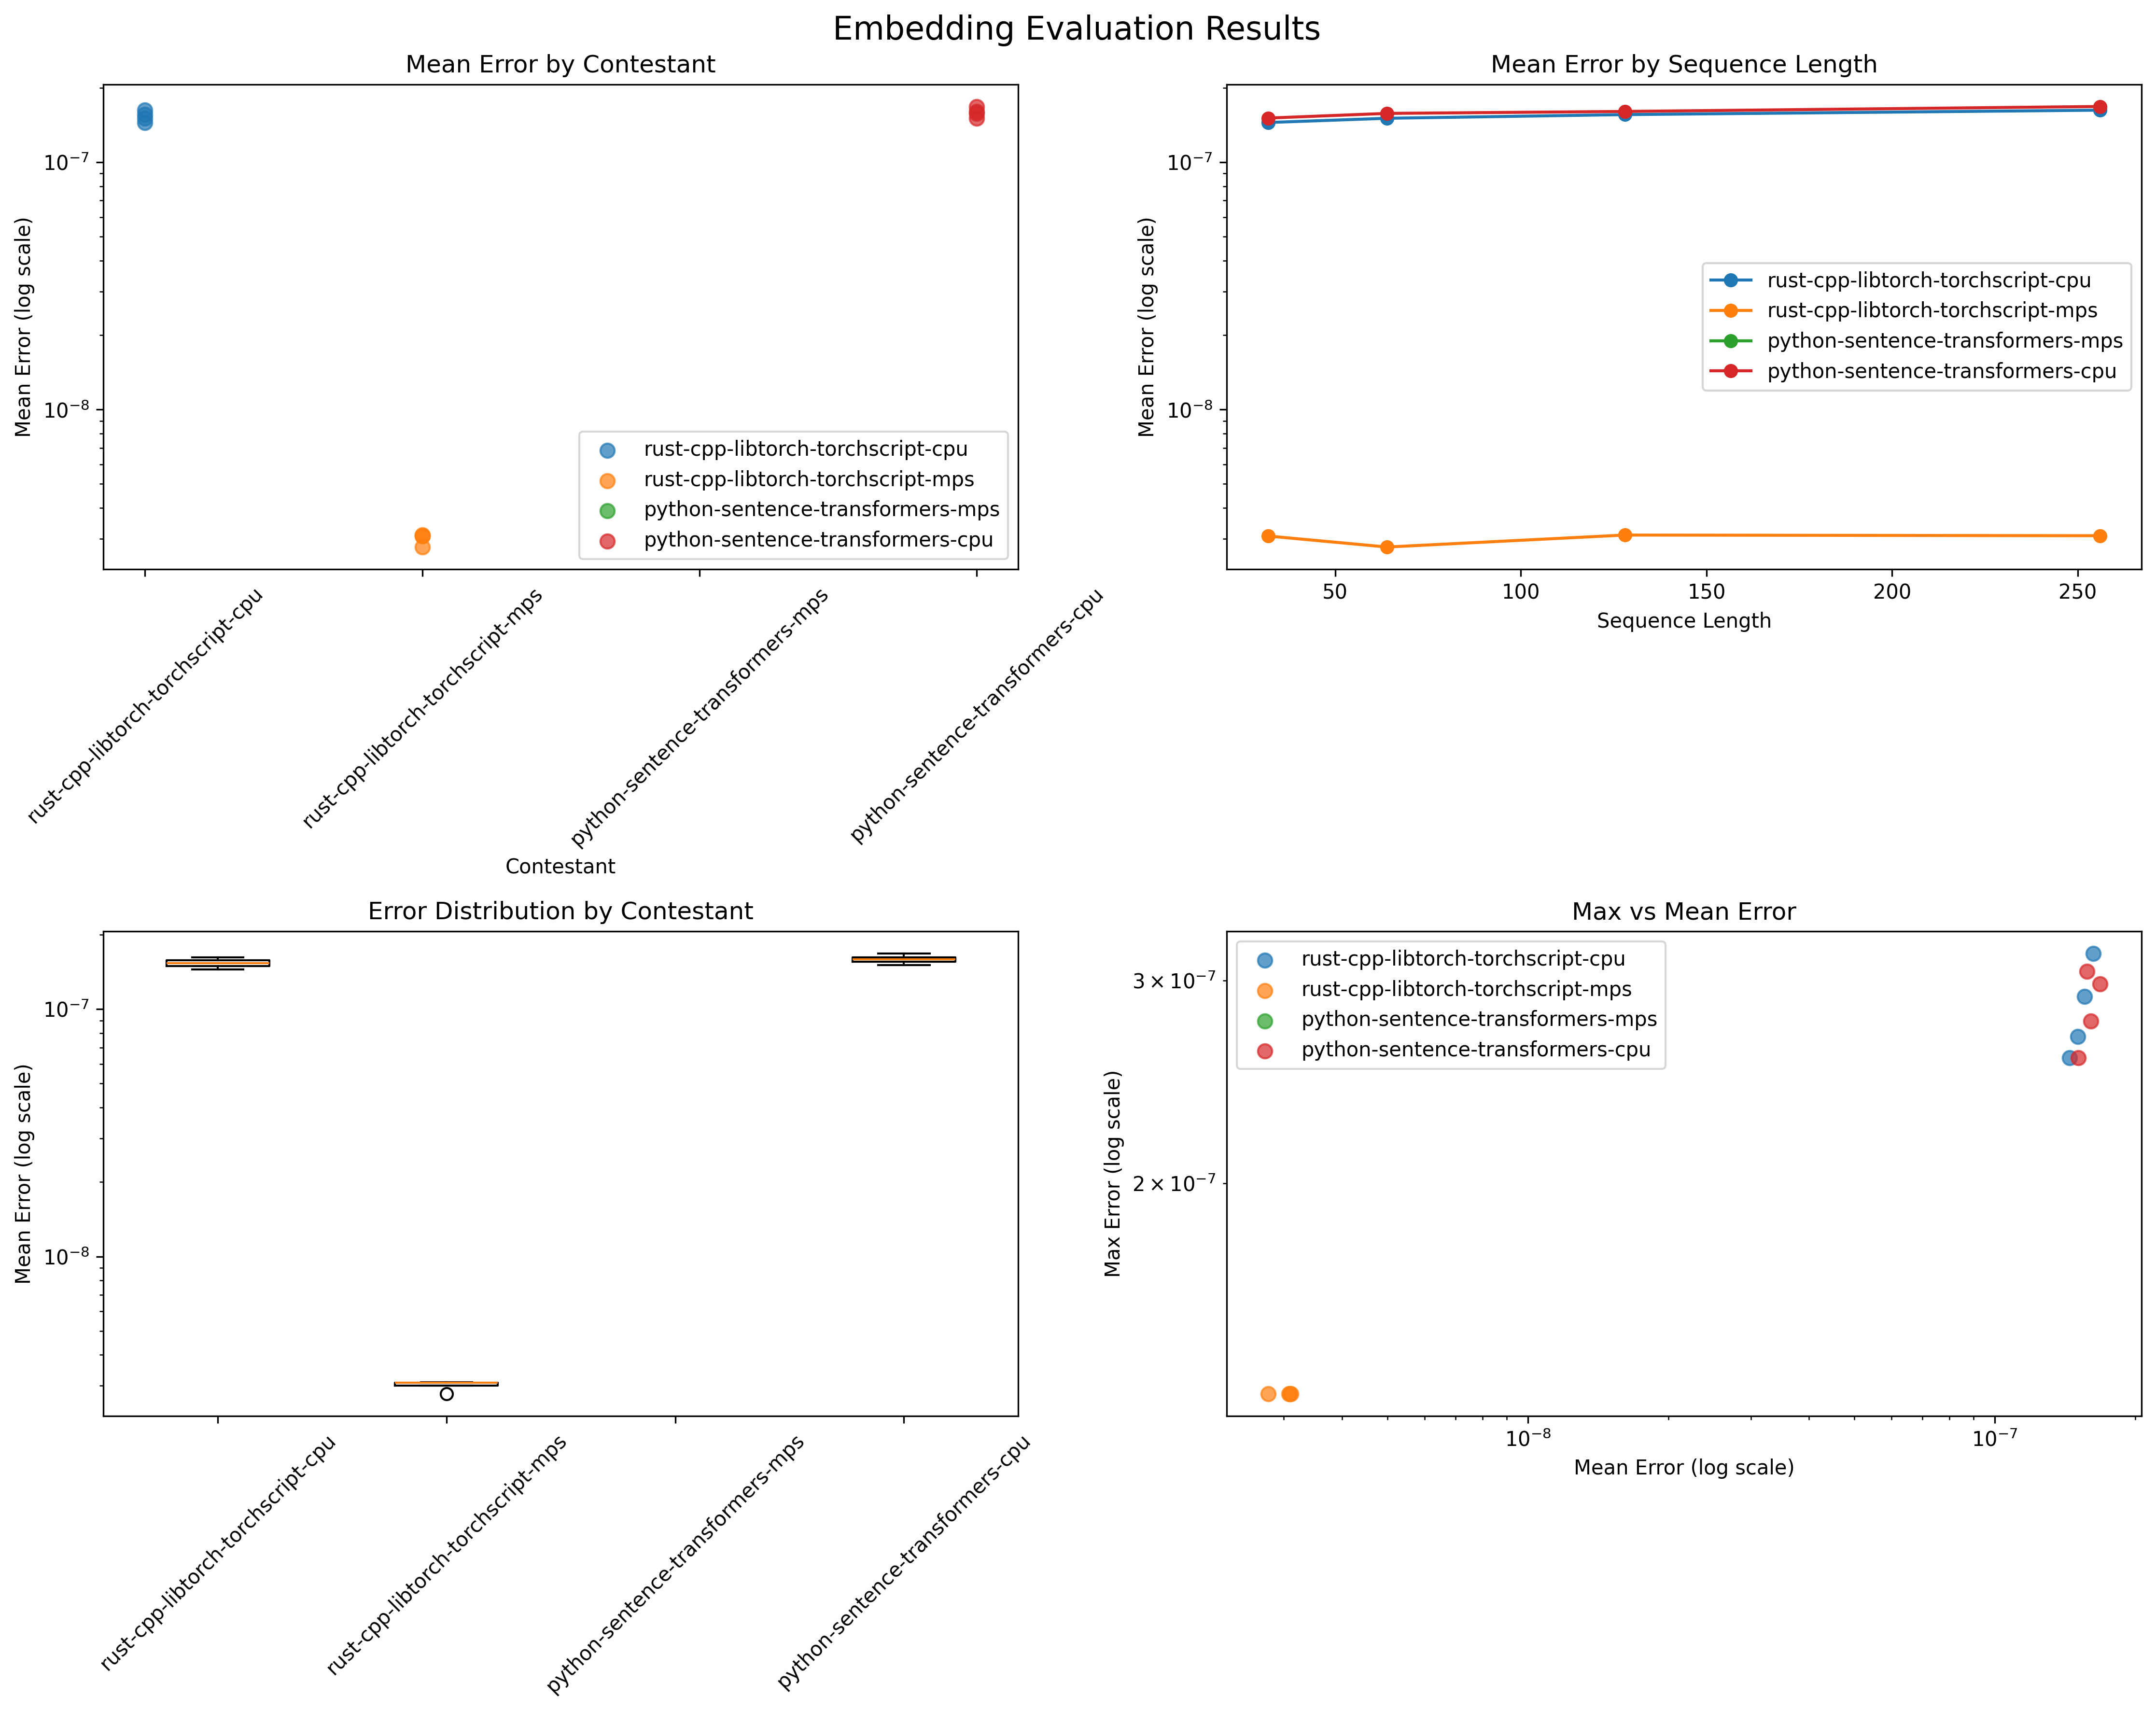 Embedding Evaluation Results
Mean Error by Contestant
Mean Error (log scale)
10⁻⁷
10⁻⁸
rust-cpp-libtorch-torchscript-cpu
rust-cpp-libtorch-torchscript-mps
python-sentence-transformers-mps
python-sentence-transformers-cpu
rust-cpp-libtorch-torchscript-cpu
rust-cpp-libtorch-torchscript-mps
python-sentence-transformers-mps
python-sentence-transformers-cpu
Contestant
Mean Error by Sequence Length
Mean Error (log scale)
10⁻⁷
10⁻⁸
rust-cpp-libtorch-torchscript-cpu
rust-cpp-libtorch-torchscript-mps
python-sentence-transformers-mps
python-sentence-transformers-cpu
50 100 150 200 250
Sequence Length
Error Distribution by Contestant
Mean Error (log scale)
10⁻⁷
10⁻⁸
rust-cpp-libtorch-torchscript-cpu
rust-cpp-libtorch-torchscript-mps
python-sentence-transformers-mps
python-sentence-transformers-cpu
Max vs Mean Error
Max Error (log scale)
3 × 10⁻⁷
2 × 10⁻⁷
rust-cpp-libtorch-torchscript-cpu
rust-cpp-libtorch-torchscript-mps
python-sentence-transformers-mps
python-sentence-transformers-cpu
10⁻⁸ 10⁻⁷
Mean Error (log scale)